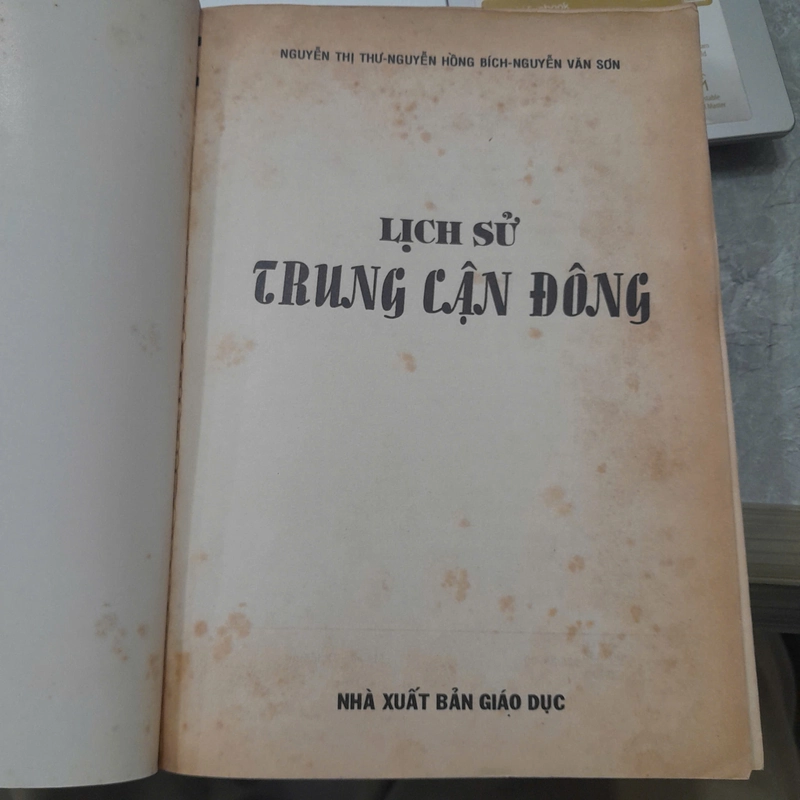 NGUYỄN THỊ THƯ-NGUYỄN HỒNG BÍCH-NGUYỄN VĂN SƠN
LỊCH SỬ
TRUNG CẬN ĐÔNG
NHÀ XUẤT BẢN GIÁO DỤC